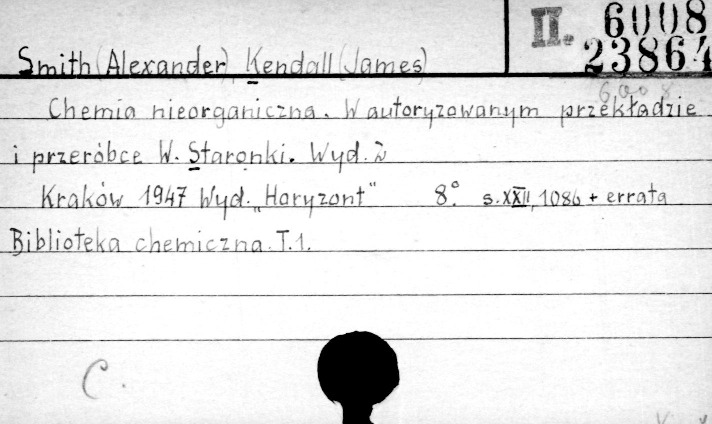 II. 6008
23864
Smith (Alexander), Kendall (James)
6008
Chemia nieorganiczna. W autoryzowanym przekładzie
i przeróbce W. Staronki. Wyd. 2
Kraków 1947 Wyd. „Horyzont" 8° s. XXII, 1086 + errata
Biblioteka chemiczna. T. 1.
C.